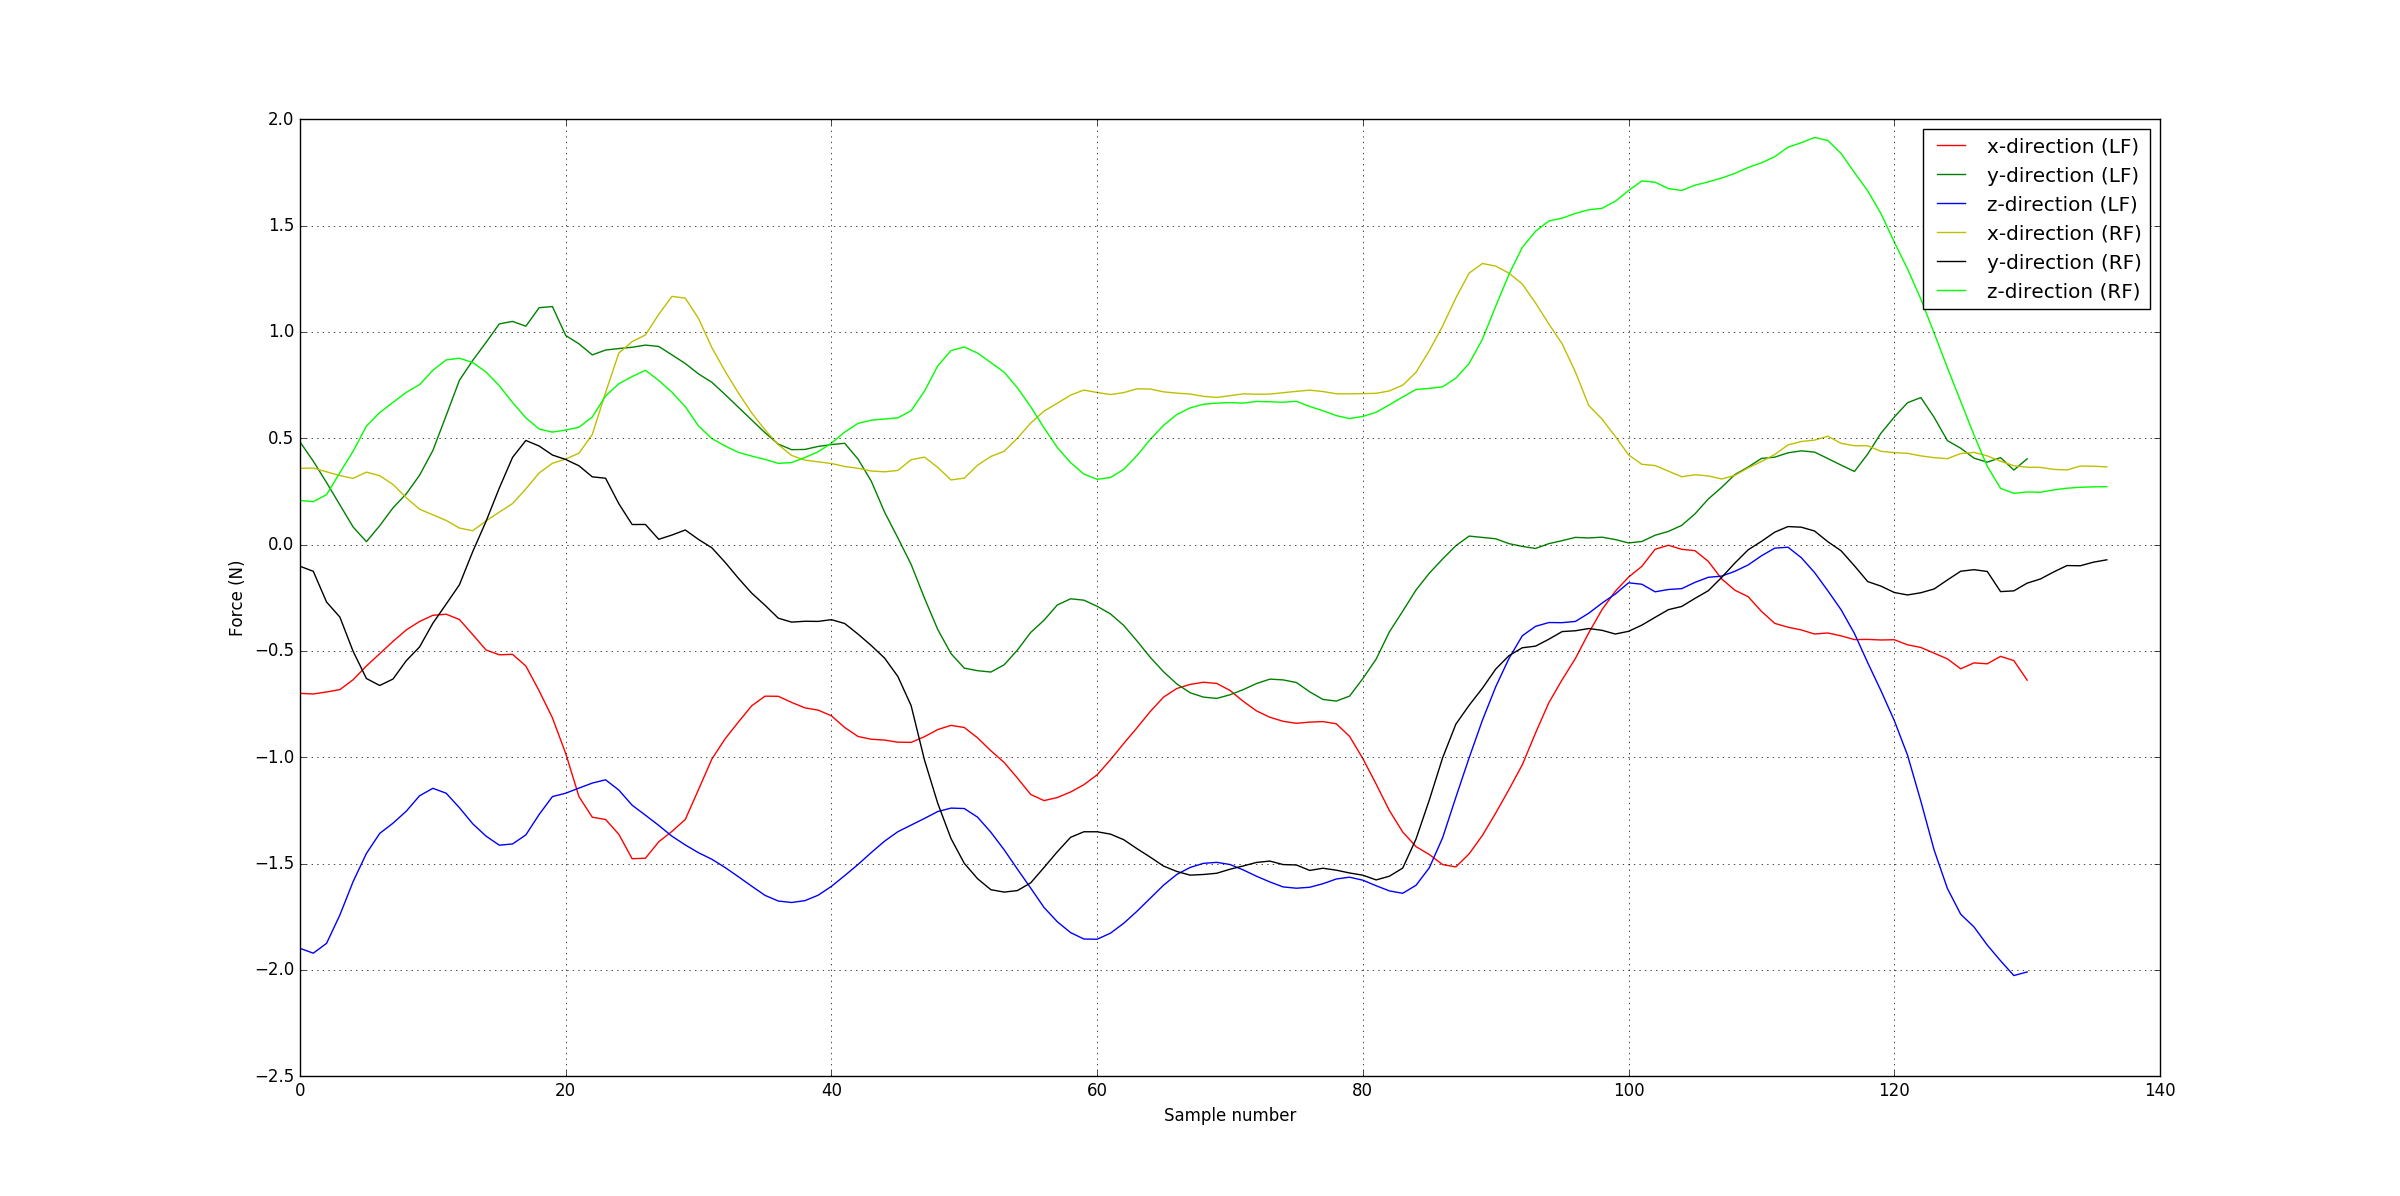 2.0
1.5
1.0
0.5
0.0
−0.5
−1.0
−1.5
−2.0
−2.5
Force (N)
x-direction (LF)
y-direction (LF)
z-direction (LF)
x-direction (RF)
y-direction (RF)
z-direction (RF)
0 20 40 60 80 100 120 140
Sample number